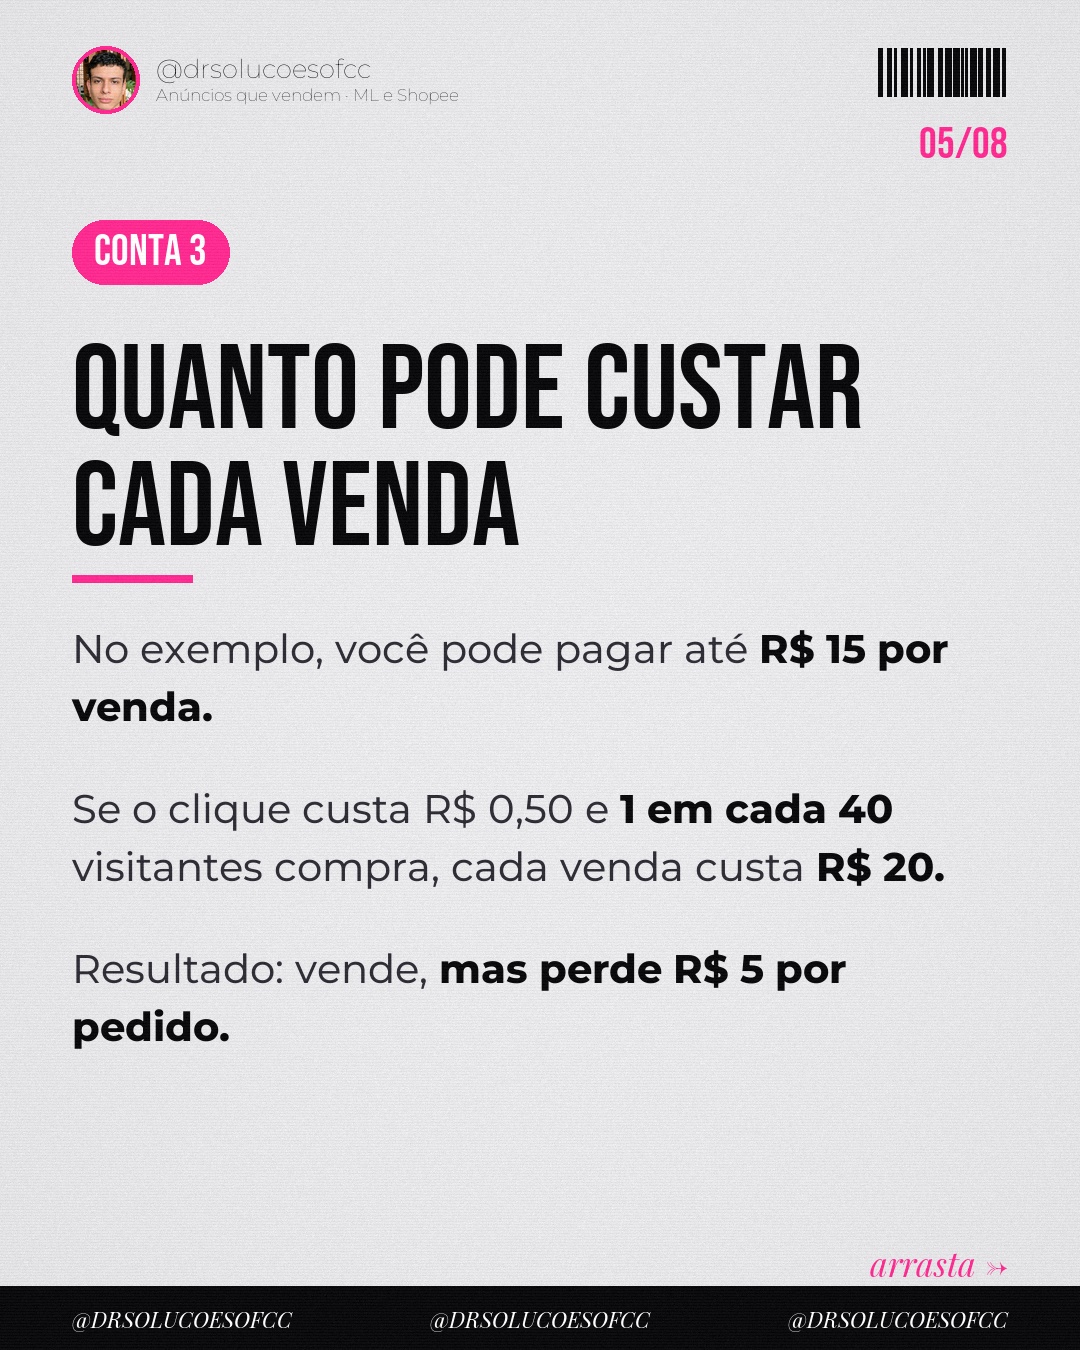 @drsolucoesofcc
Anúncios que vendem · ML e Shopee
05/08
CONTA 3
QUANTO PODE CUSTAR
CADA VENDA
No exemplo, você pode pagar até R$ 15 por
venda.
Se o clique custa R$ 0,50 e 1 em cada 40
visitantes compra, cada venda custa R$ 20.
Resultado: vende, mas perde R$ 5 por
pedido.
arrasta
@DRSOLUCOESOFCC @DRSOLUCOESOFCC @DRSOLUCOESOFCC